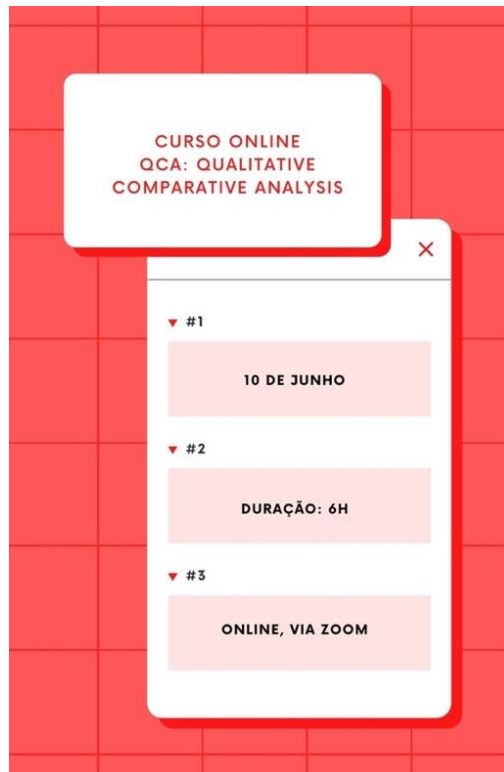 CURSO ONLINE
QCA: QUALITATIVE
COMPARATIVE ANALYSIS
#1
10 DE JUNHO
#2
DURAÇÃO: 6H
#3
ONLINE, VIA ZOOM